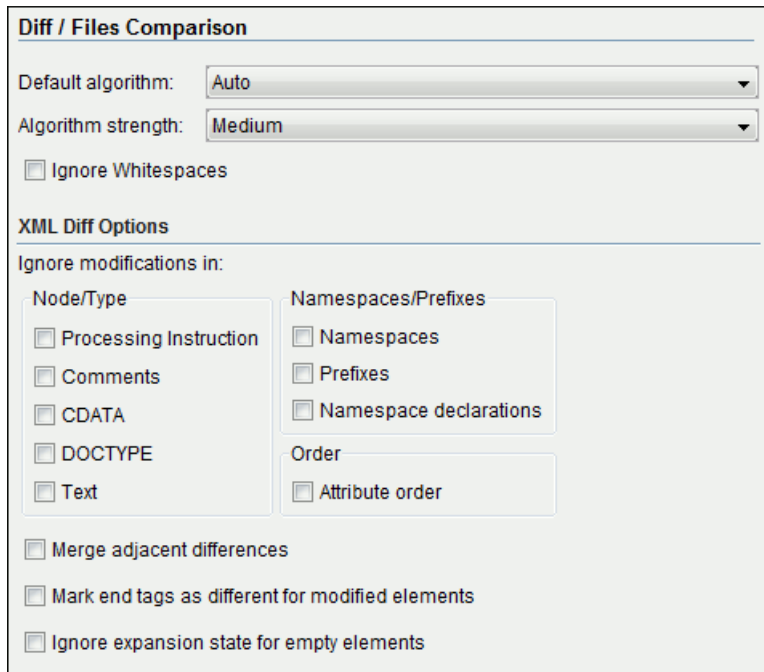 Diff / Files Comparison
Default algorithm: Auto
Algorithm strength: Medium
Ignore Whitespaces
XML Diff Options
Ignore modifications in:
Node/Type
Processing Instruction
Comments
CDATA
DOCTYPE
Text
Namespaces/Prefixes
Namespaces
Prefixes
Namespace declarations
Order
Attribute order
Merge adjacent differences
Mark end tags as different for modified elements
Ignore expansion state for empty elements